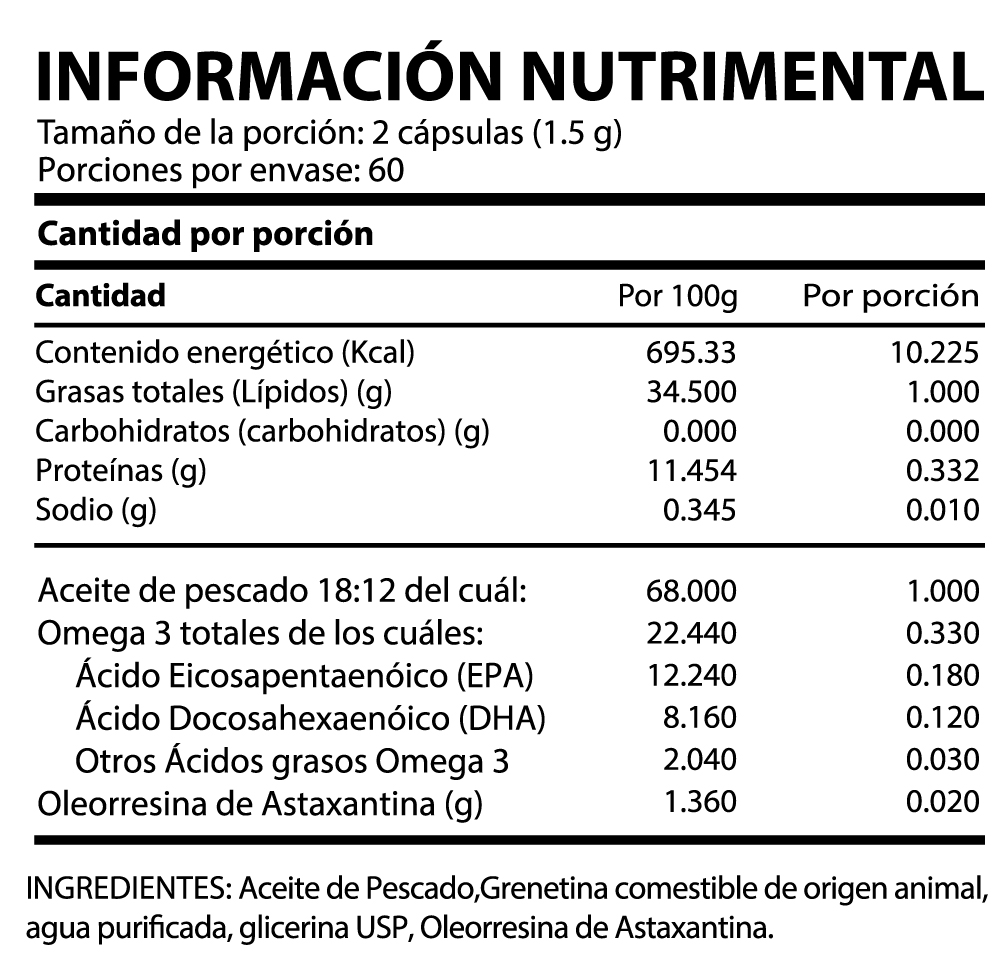 INFORMACIÓN NUTRIMENTAL
Tamaño de la porción: 2 cápsulas (1.5 g)
Porciones por envase: 60
Cantidad por porción
Cantidad Por 100g Por porción
Contenido energético (Kcal) 695.33 10.225
Grasas totales (Lípidos) (g) 34.500 1.000
Carbohidratos (carbohidratos) (g) 0.000 0.000
Proteínas (g) 11.454 0.332
Sodio (g) 0.345 0.010
Aceite de pescado 18:12 del cuál: 68.000 1.000
Omega 3 totales de los cuáles: 22.440 0.330
Ácido Eicosapentaenóico (EPA) 12.240 0.180
Ácido Docosahexaenóico (DHA) 8.160 0.120
Otros Ácidos grasos Omega 3 2.040 0.030
Oleorresina de Astaxantina (g) 1.360 0.020
INGREDIENTES: Aceite de Pescado,Grenetina comestible de origen animal,
agua purificada, glicerina USP, Oleorresina de Astaxantina.